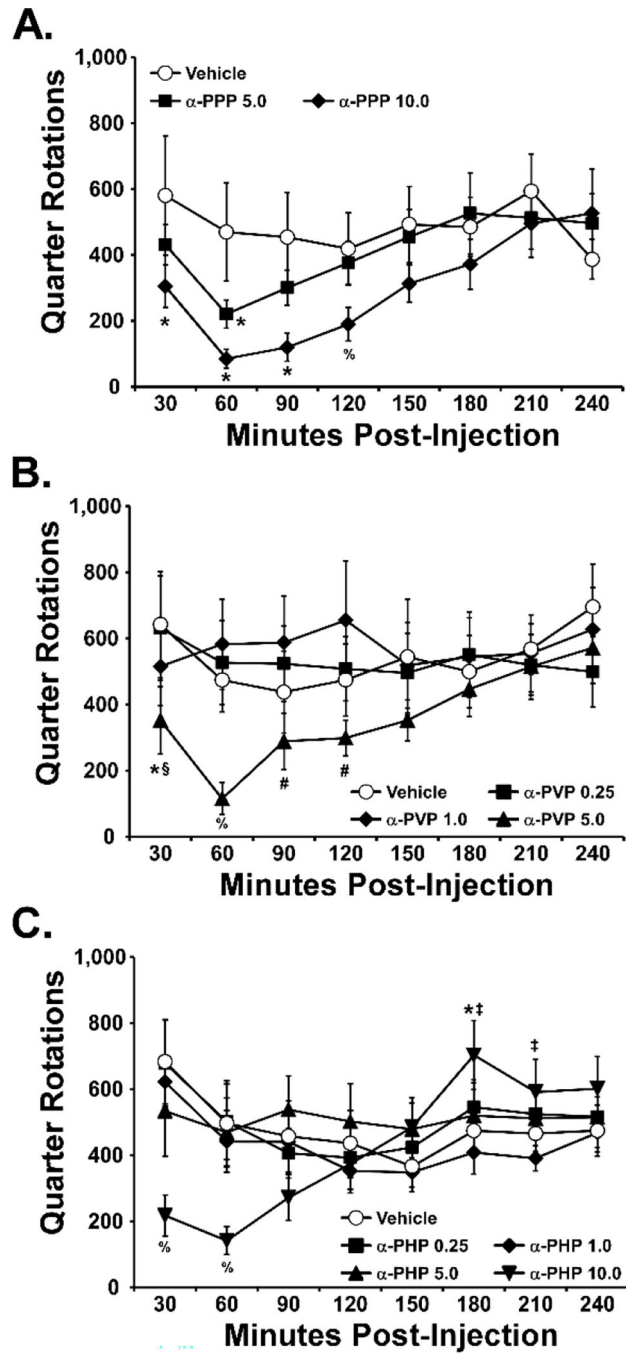 A.
1,000
800
600
400
200
0
Quarter Rotations
Vehicle
α-PPP 5.0 α-PPP 10.0
* * * * %
30 60 90 120 150 180 210 240
Minutes Post-Injection
B.
1,000
800
600
400
200
0
Quarter Rotations
*§ % # #
Vehicle α-PVP 0.25
α-PVP 1.0 α-PVP 5.0
30 60 90 120 150 180 210 240
Minutes Post-Injection
C.
1,000
800
600
400
200
0
Quarter Rotations
*‡ ‡
% %
Vehicle
α-PHP 0.25 α-PHP 1.0
α-PHP 5.0 α-PHP 10.0
30 60 90 120 150 180 210 240
Minutes Post-Injection